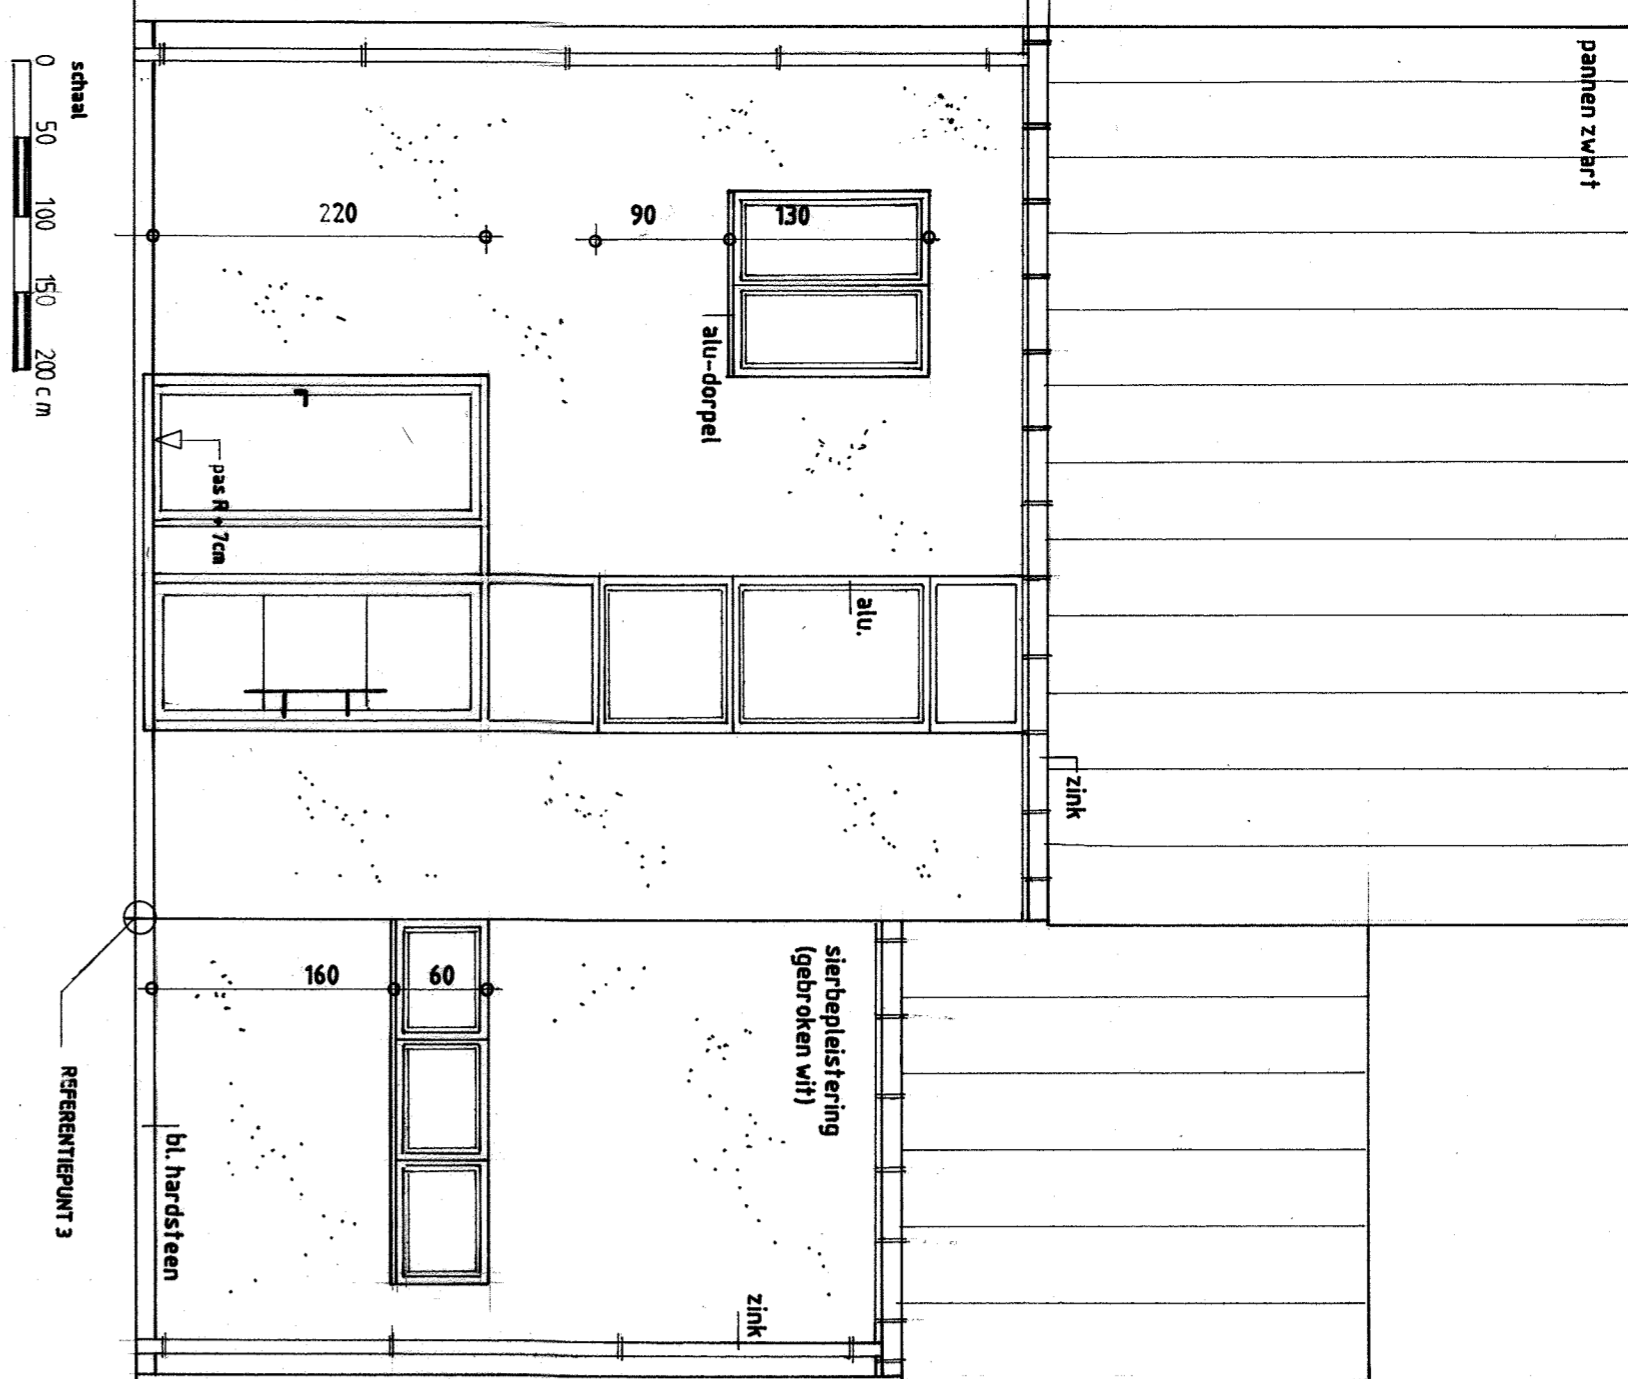 pannen zwart
zink
alu.
130
alu-dorpel
90
220
pas R + 7cm
sierbepleistering
(gebroken wit)
60
160
zink
bl. hardsteen
REFERENTIEPUNT 3
schaal
0 50 100 150 200 cm